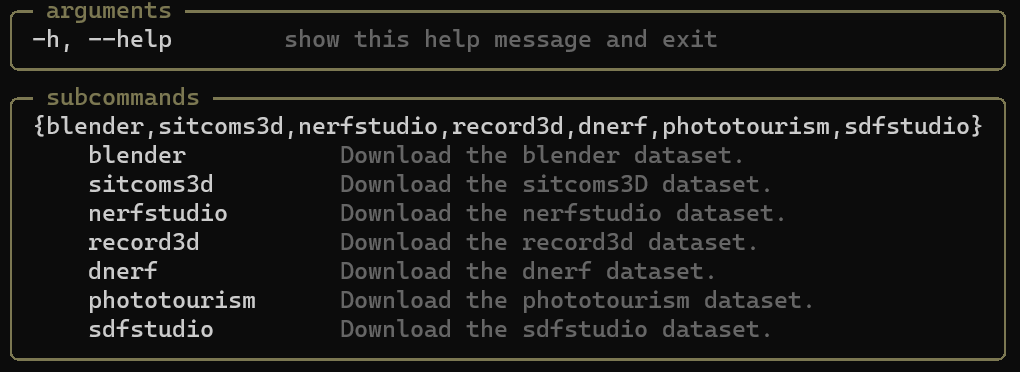 arguments
-h, --help show this help message and exit
subcommands
{blender,sitcoms3d,nerfstudio,record3d,dnerf,phototourism,sdfstudio}
blender Download the blender dataset.
sitcoms3d Download the sitcoms3D dataset.
nerfstudio Download the nerfstudio dataset.
record3d Download the record3d dataset.
dnerf Download the dnerf dataset.
phototourism Download the phototourism dataset.
sdfstudio Download the sdfstudio dataset.